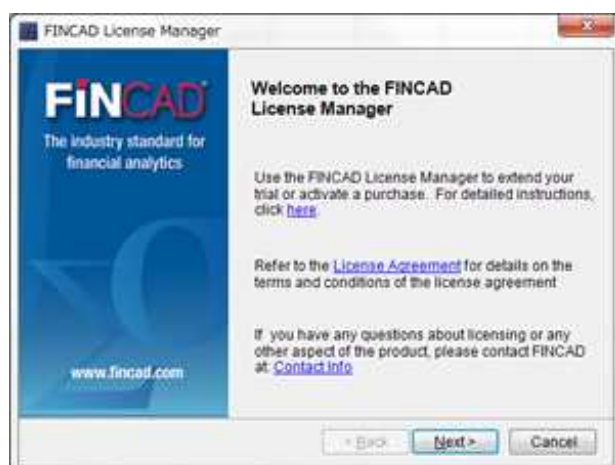 FINCAD License Manager
FINCAD
The industry standard for
financial analytics
www.fincad.com
Welcome to the FINCAD
License Manager
Use the FINCAD License Manager to extend your
trial or activate a purchase. For detailed instructions,
click here.
Refer to the License Agreement for details on the
terms and conditions of the license agreement
If you have any questions about licensing or any
other aspect of the product, please contact FINCAD
at: Contact Info
< Back
Next >
Cancel